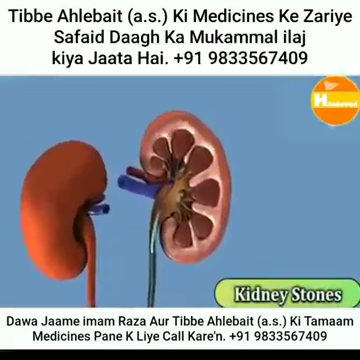 Tibbe Ahlebait (a.s.) Ki Medicines Ke Zariye
Safaid Daagh Ka Mukammal ilaj
kiya Jaata Hai. +91 9833567409
Kidney Stones
Dawa Jaame imam Raza Aur Tibbe Ahlebait (a.s.) Ki Tamaam
Medicines Pane K Liye Call Kare'n. +91 9833567409